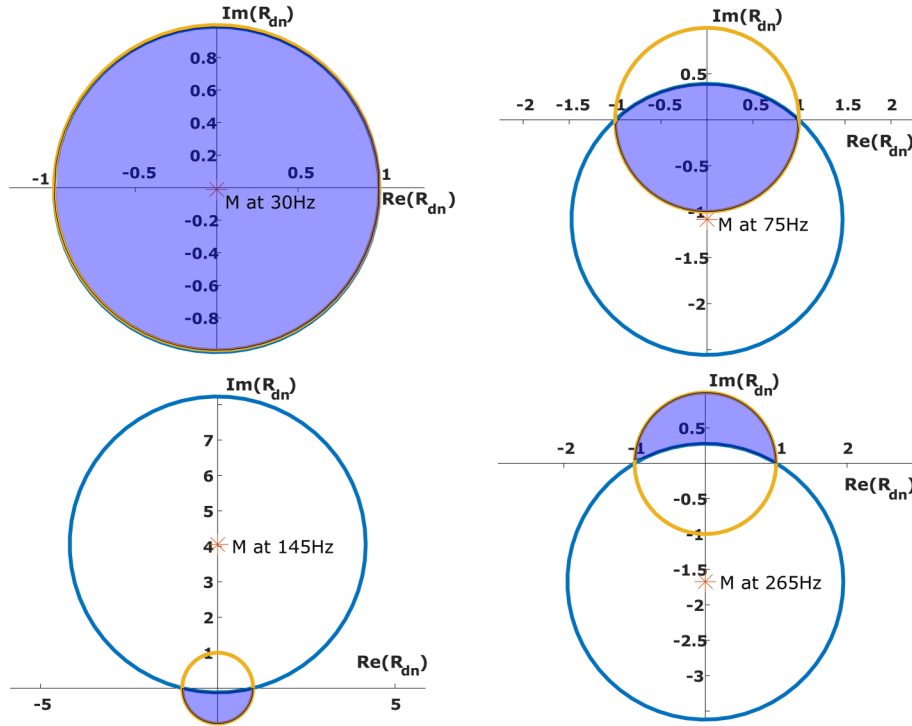 Im(R_dn)
0.8
0.6
0.4
0.2
-1 -0.5 0.5 1
Re(R_dn)
M at 30Hz
-0.2
-0.4
-0.6
-0.8
Im(R_dn)
0.5
-2 -1.5 -1 -0.5 0.5 1 1.5 2
Re(R_dn)
-0.5
-1
M at 75Hz
-1.5
-2
Im(R_dn)
7
6
5
4 M at 145Hz
3
2
1
Re(R_dn)
-5 5
Im(R_dn)
0.5
-2 -1 1 2
Re(R_dn)
-0.5
-1
-1.5
M at 265Hz
-2
-2.5
-3